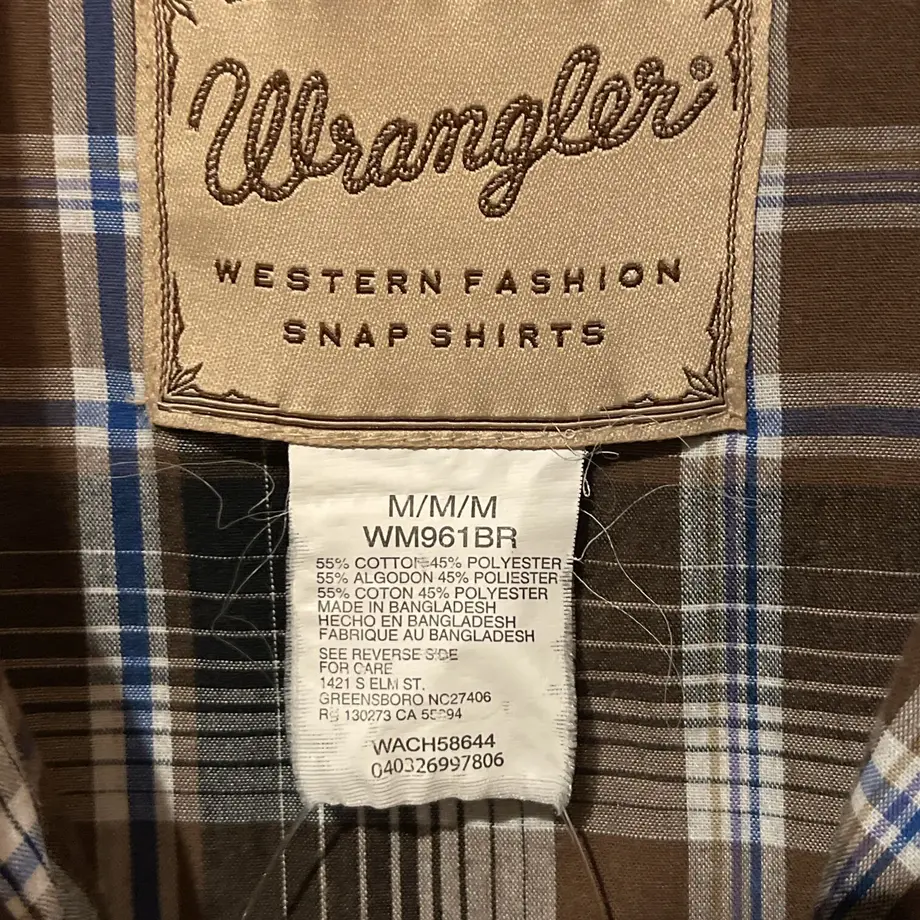 Wrangler®
WESTERN FASHION
SNAP SHIRTS
M/M/M
WM961BR
55% COTTON 45% POLYESTER
55% ALGODON 45% POLIESTER
55% COTON 45% POLYESTER
MADE IN BANGLADESH
HECHO EN BANGLADESH
FABRIQUE AU BANGLADESH
SEE REVERSE SIDE
FOR CARE
1421 S ELM ST.
GREENSBORO NC27406
130273 CA
WACH58644
040326997806